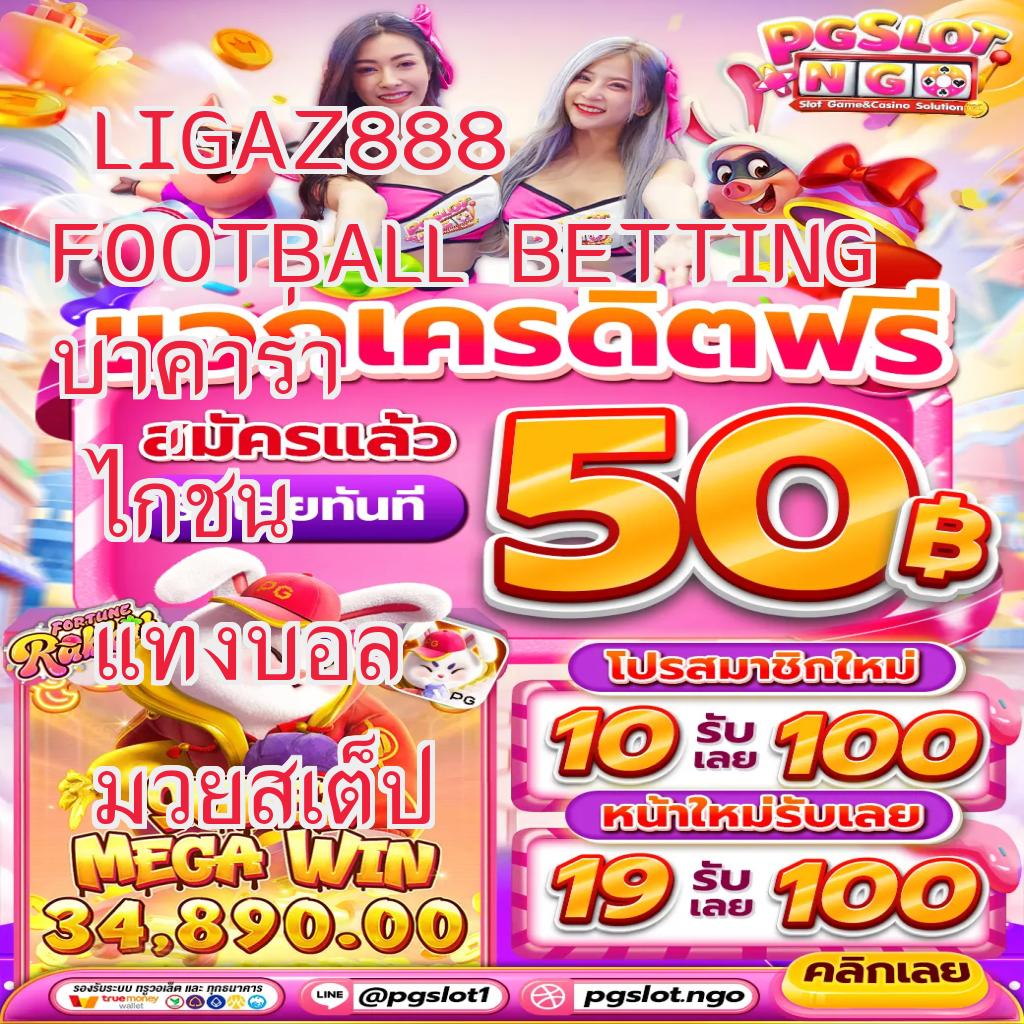 PGSLOT
NGO
Slot Game&Casino Solution
LIGAZ888
FOOTBALL BETTING
แจกเครดิตฟรี
บาคาร่า
สมัครแล้ว
ไก่ชน
ทันที
50฿
PG
FORTUNE
แทงบอล
PG
โปรสมาชิกใหม่
10 รับเลย 100
มวยสเต็ป
หน้าใหม่รับเลย
MEGA WIN
19 รับเลย 100
34,890.00
คลิกเลย
รองรับระบบ ทรูวอเล็ต และ ทุกธนาคาร
truemoney wallet
LINE @pgslot1
pgslot.ngo